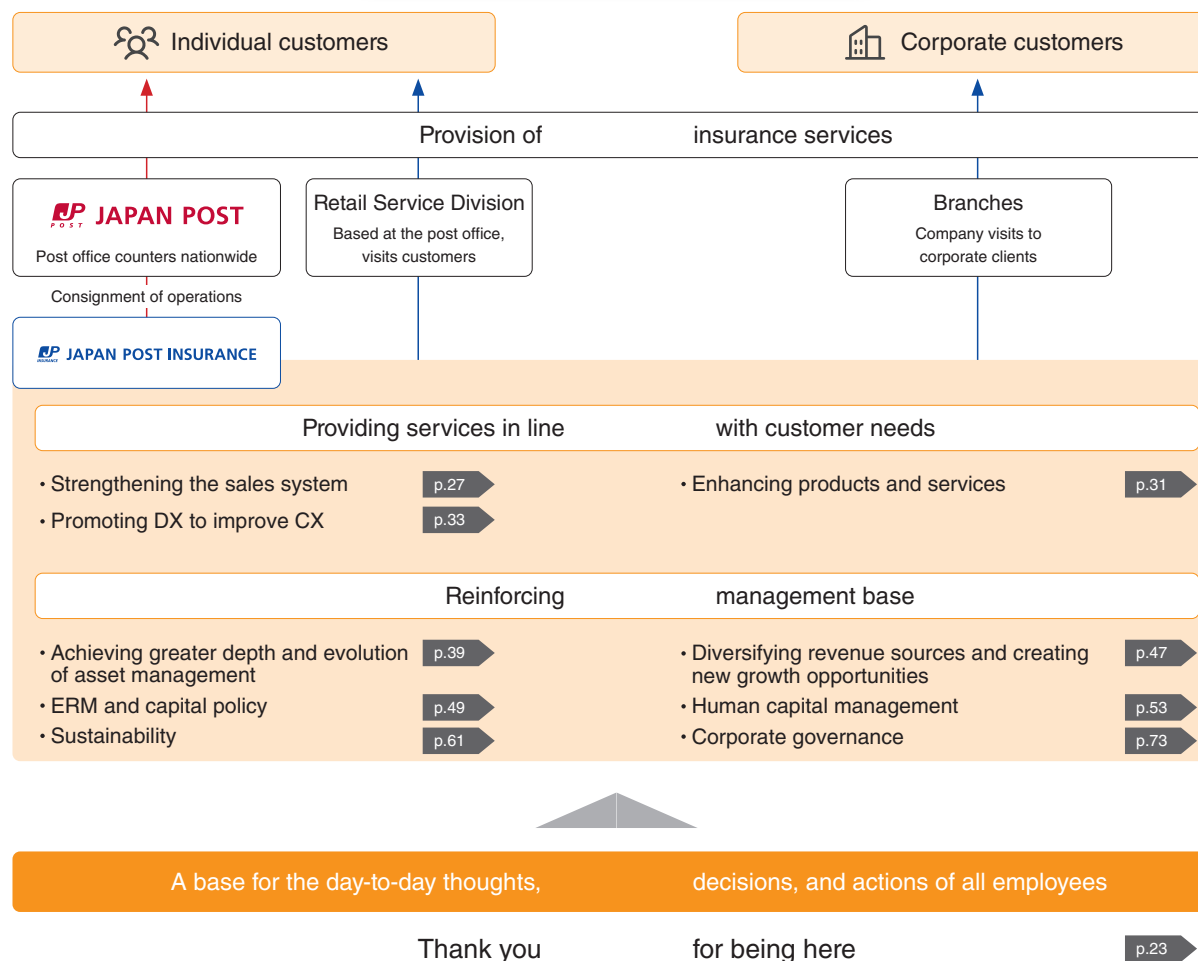 Individual customers
Corporate customers
Provision of insurance services
JP POST JAPAN POST
Post office counters nationwide
Retail Service Division
Based at the post office,
visits customers
Branches
Company visits to
corporate clients
Consignment of operations
JP INSURANCE JAPAN POST INSURANCE
Providing services in line with customer needs
・Strengthening the sales system p.27
・Promoting DX to improve CX p.33
・Enhancing products and services p.31
Reinforcing management base
・Achieving greater depth and evolution p.39
of asset management
・ERM and capital policy p.49
・Sustainability p.61
・Diversifying revenue sources and creating p.47
new growth opportunities
・Human capital management p.53
・Corporate governance p.73
A base for the day-to-day thoughts, decisions, and actions of all employees
Thank you for being here p.23